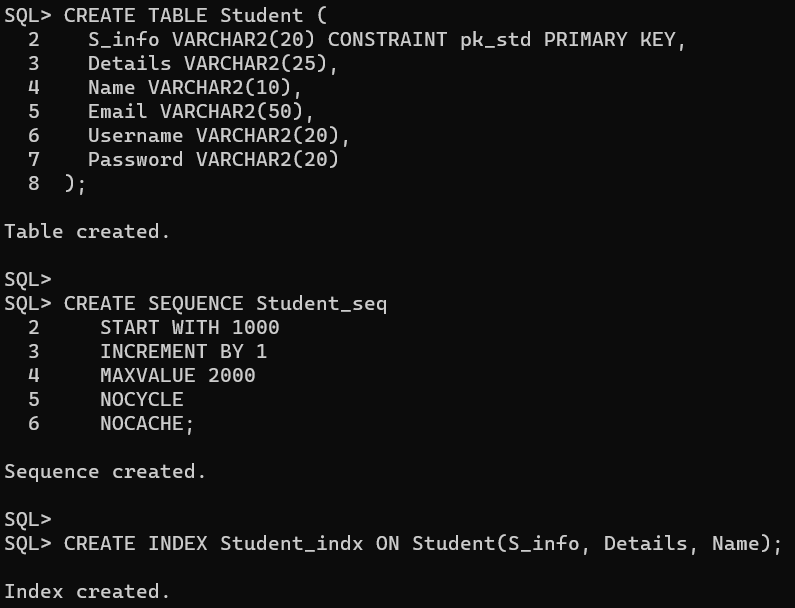 SQL> CREATE TABLE Student (
  2    S_info VARCHAR2(20) CONSTRAINT pk_std PRIMARY KEY,
  3    Details VARCHAR2(25),
  4    Name VARCHAR2(10),
  5    Email VARCHAR2(50),
  6    Username VARCHAR2(20),
  7    Password VARCHAR2(20)
  8  );
Table created.
SQL>
SQL> CREATE SEQUENCE Student_seq
  2     START WITH 1000
  3     INCREMENT BY 1
  4     MAXVALUE 2000
  5     NOCYCLE
  6     NOCACHE;
Sequence created.
SQL>
SQL> CREATE INDEX Student_indx ON Student(S_info, Details, Name);
Index created.